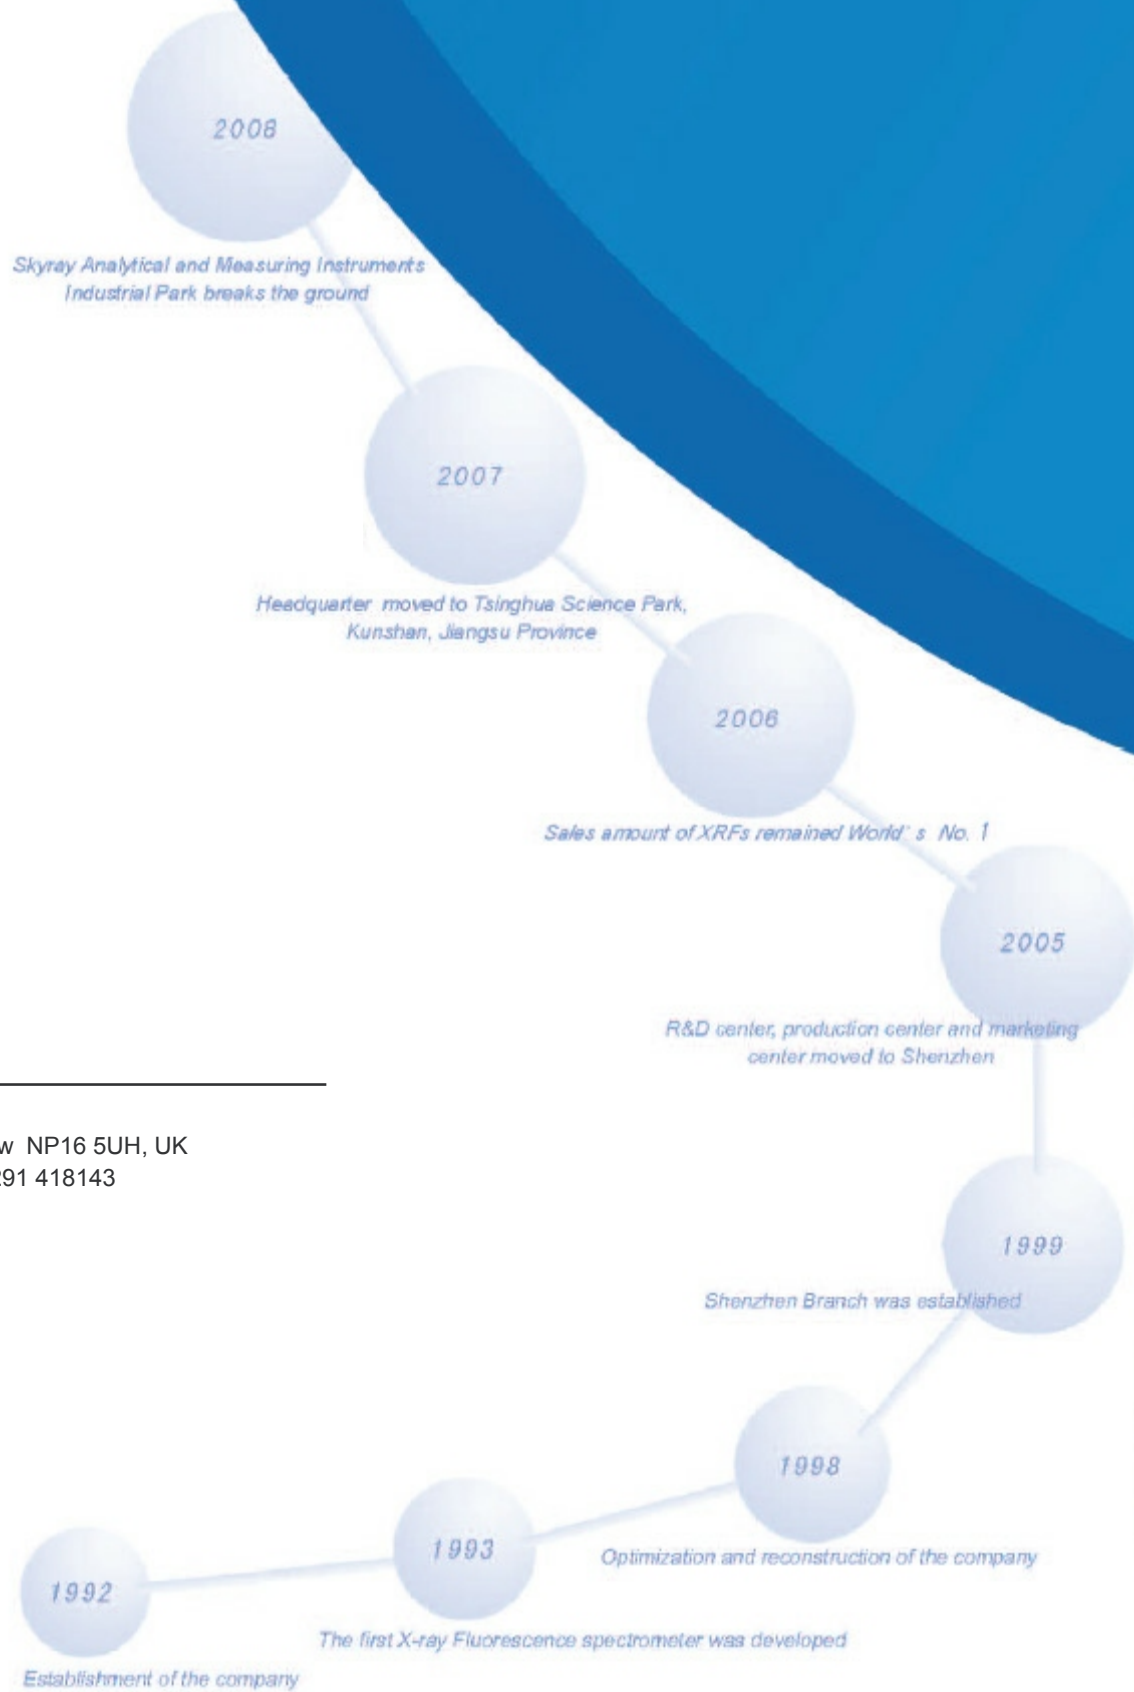 2008
Skyray Analytical and Measuring Instruments
Industrial Park breaks the ground
2007
Headquarter moved to Tsinghua Science Park,
Kunshan, Jiangsu Province
2006
Sales amount of XRFs remained World's No. 1
2005
R&D center, production center and marketing
center moved to Shenzhen
w NP16 5UH, UK
291 418143
1999
Shenzhen Branch was established
1998
Optimization and reconstruction of the company
1993
The first X-ray Fluorescence spectrometer was developed
1992
Establishment of the company